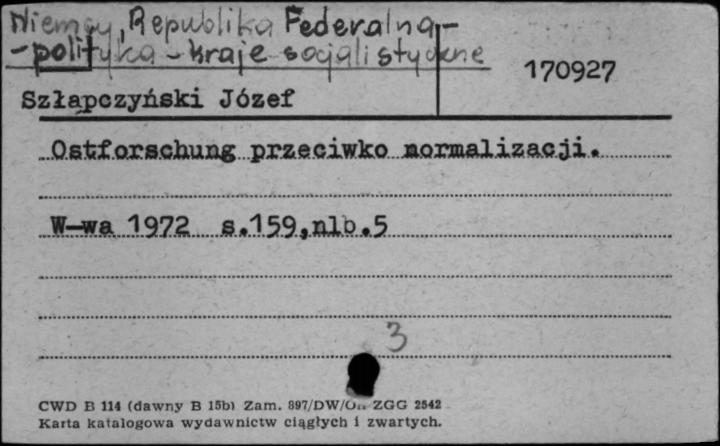 Niemcy, Republika Federalna-
-polityka-kraje socjalistyczne
170927
Szłapczyński Józef
Ostforschung przeciwko normalizacji.
W-wa 1972 s.159,nlb.5
3
CWD B 114 (dawny B 15b) Zam. 897/DW/ ZGG 2542
Karta katalogowa wydawnictw ciągłych i zwartych.